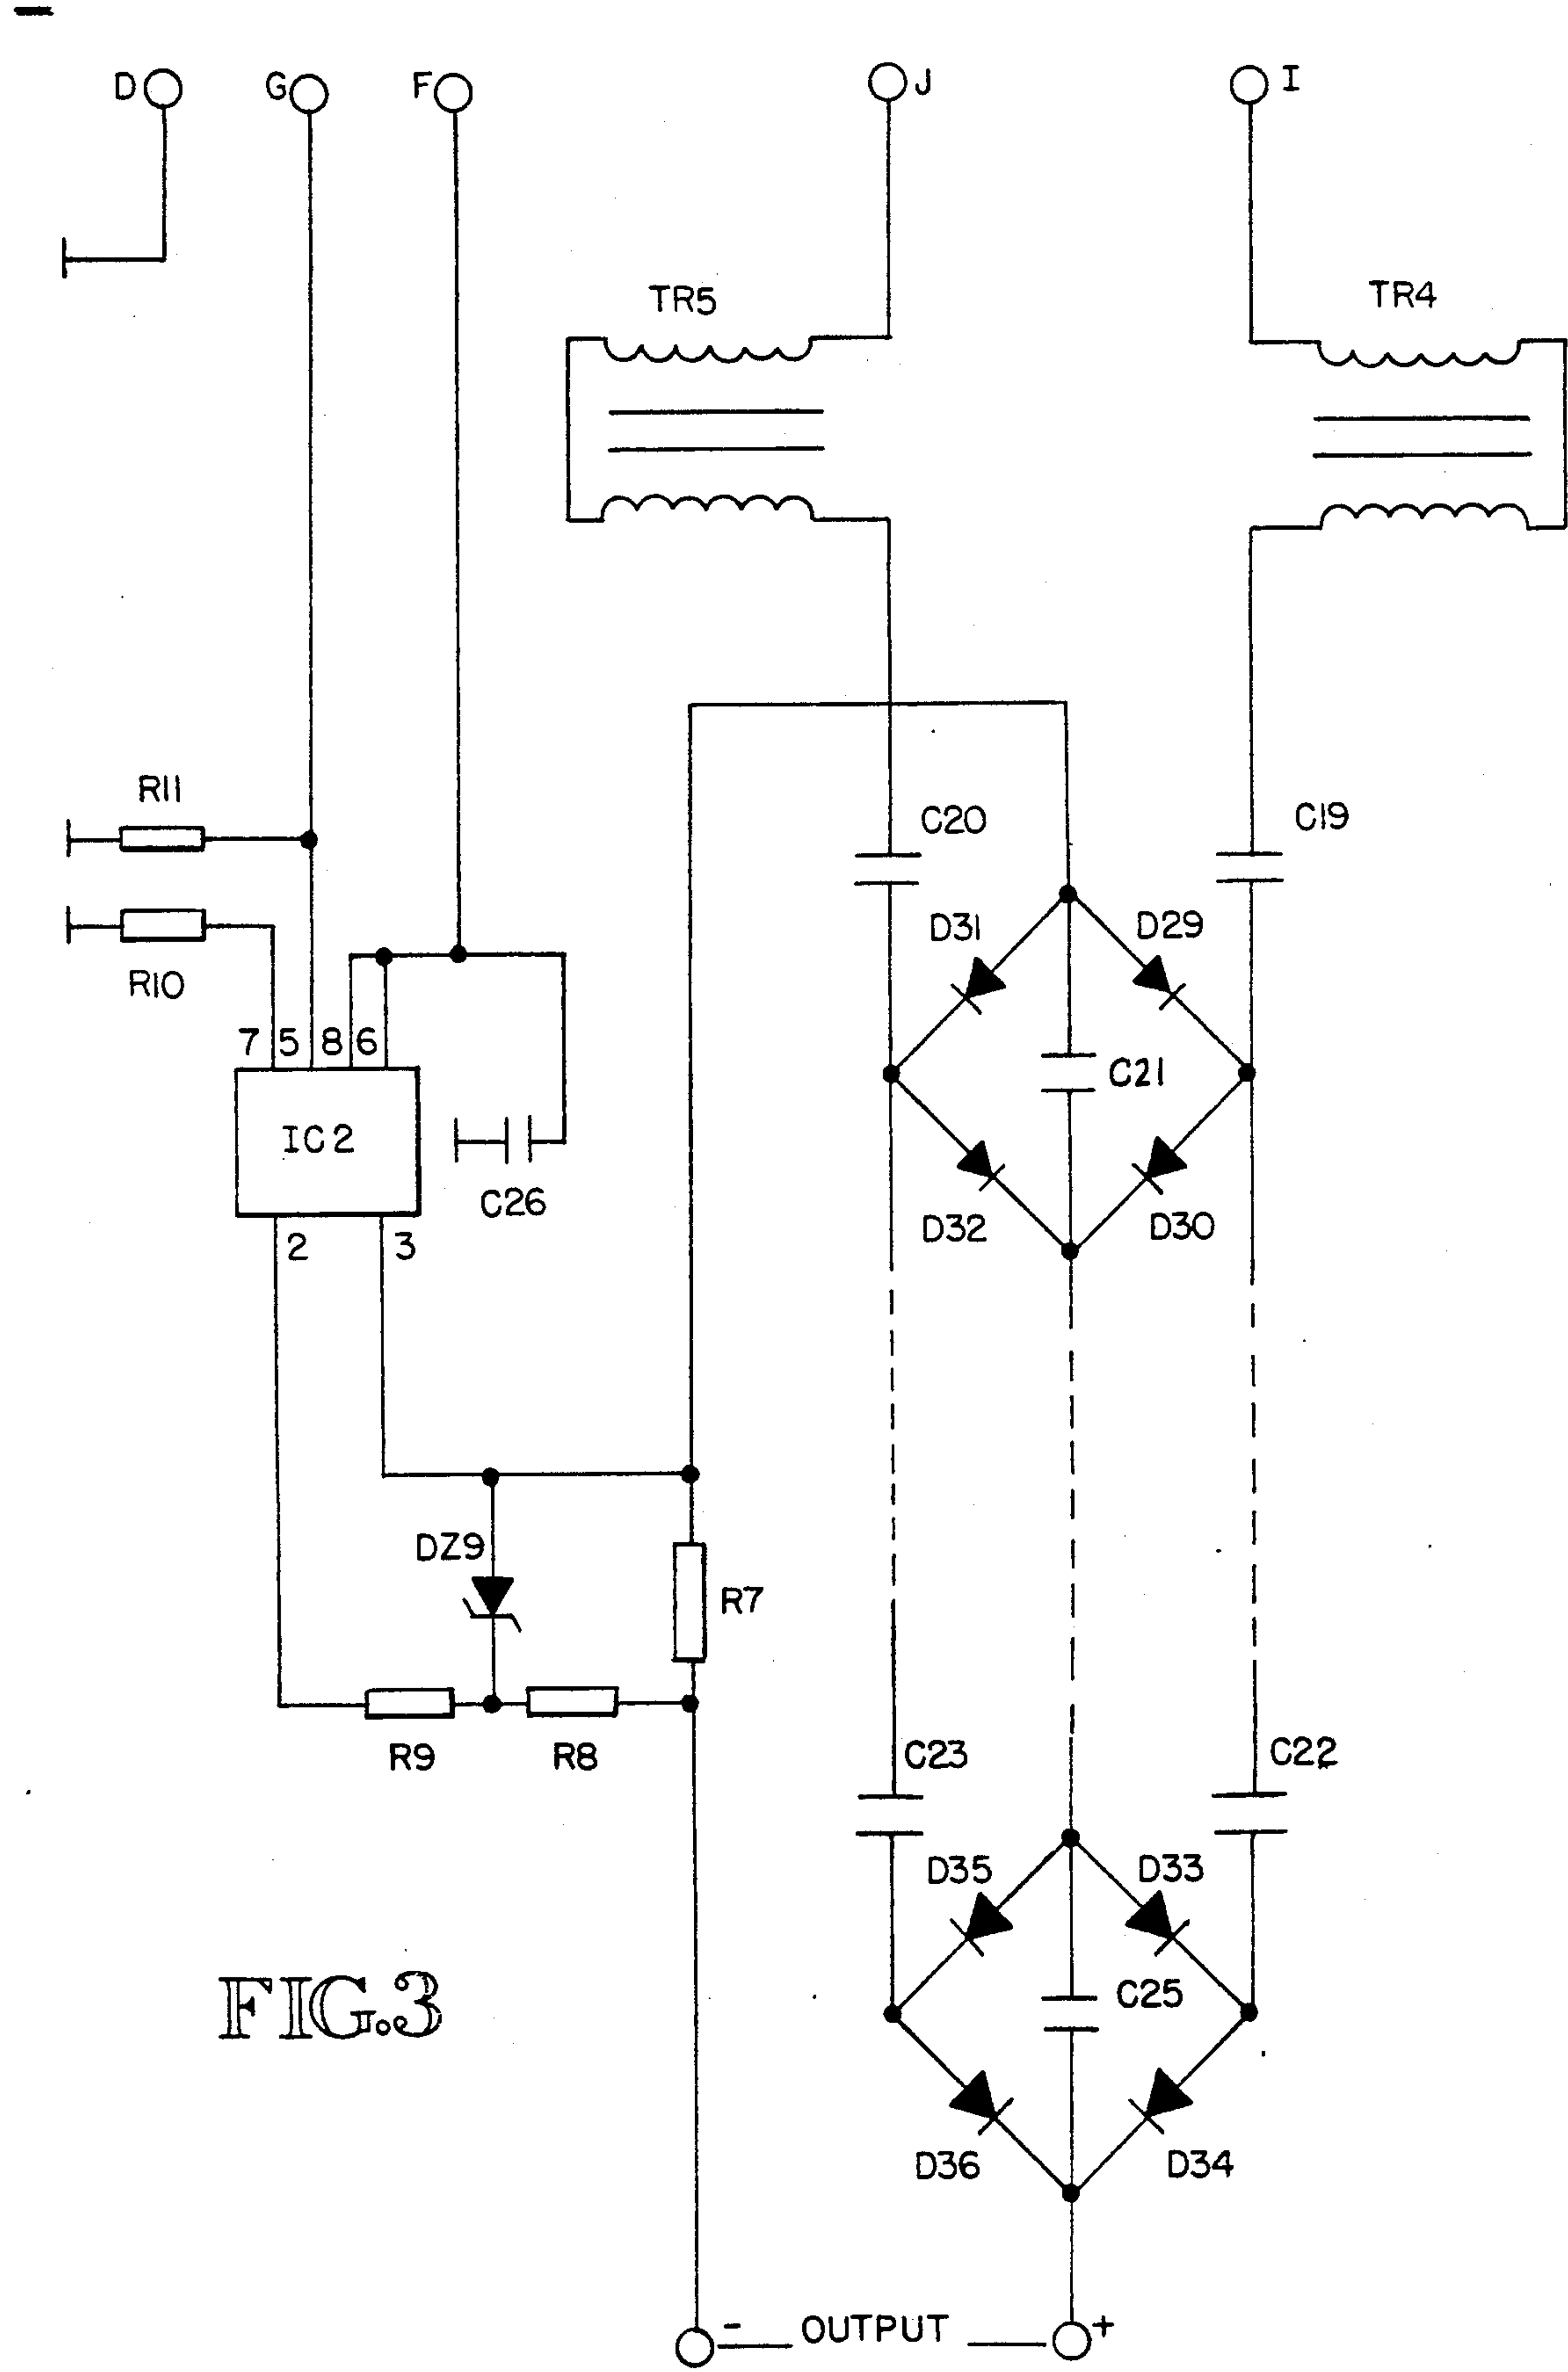 D G F J I
TR5 TR4
R11
C20 C19
D31 D29
R10
7 5 8 6
C21
IC2
C26
D32 D30
2 3
DZ9
R7
C23 C22
R9 R8
D35 D33
C25
FIG.3
D36 D34
- OUTPUT +